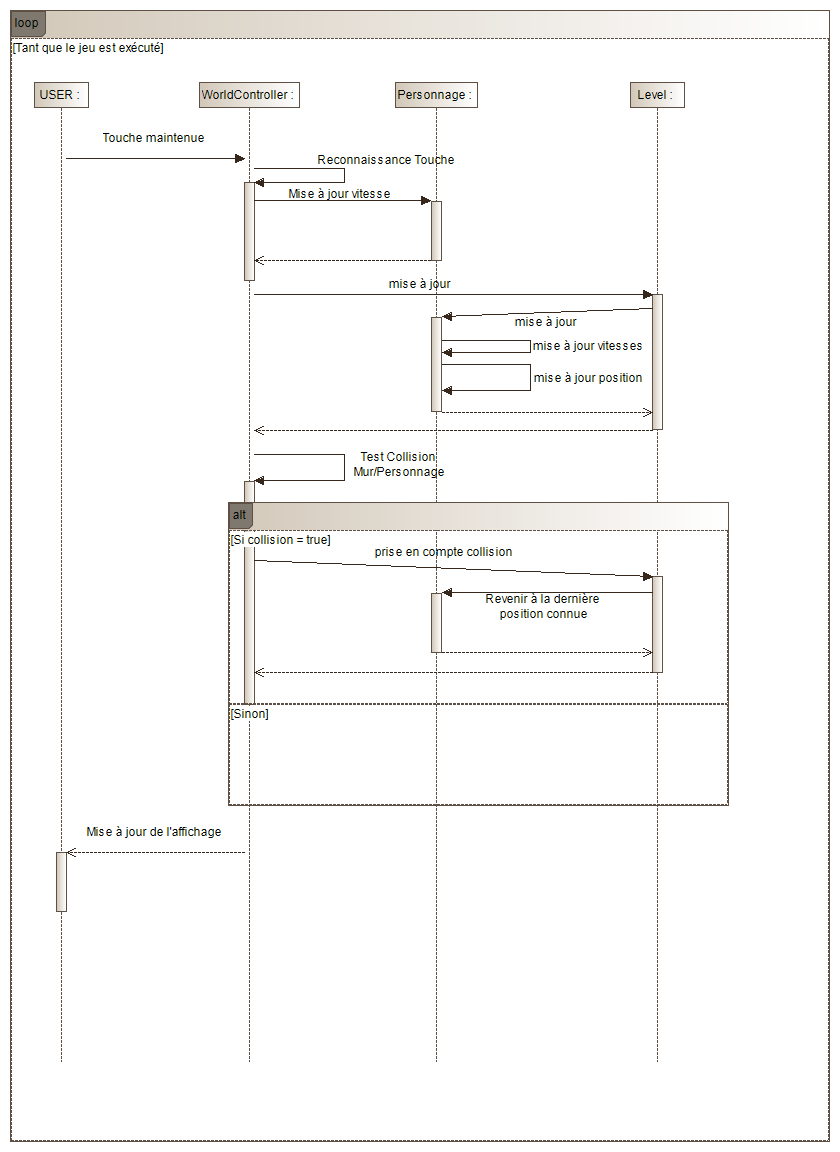 loop
[Tant que le jeu est exécuté]
USER :
WorldController :
Personnage :
Level :
Touche maintenue
Reconnaissance Touche
Mise à jour vitesse
mise à jour
mise à jour
mise à jour vitesses
mise à jour position
Test Collision
Mur/Personnage
alt
[Si collision = true]
prise en compte collision
Revenir à la dernière
position connue
[Sinon]
Mise à jour de l'affichage